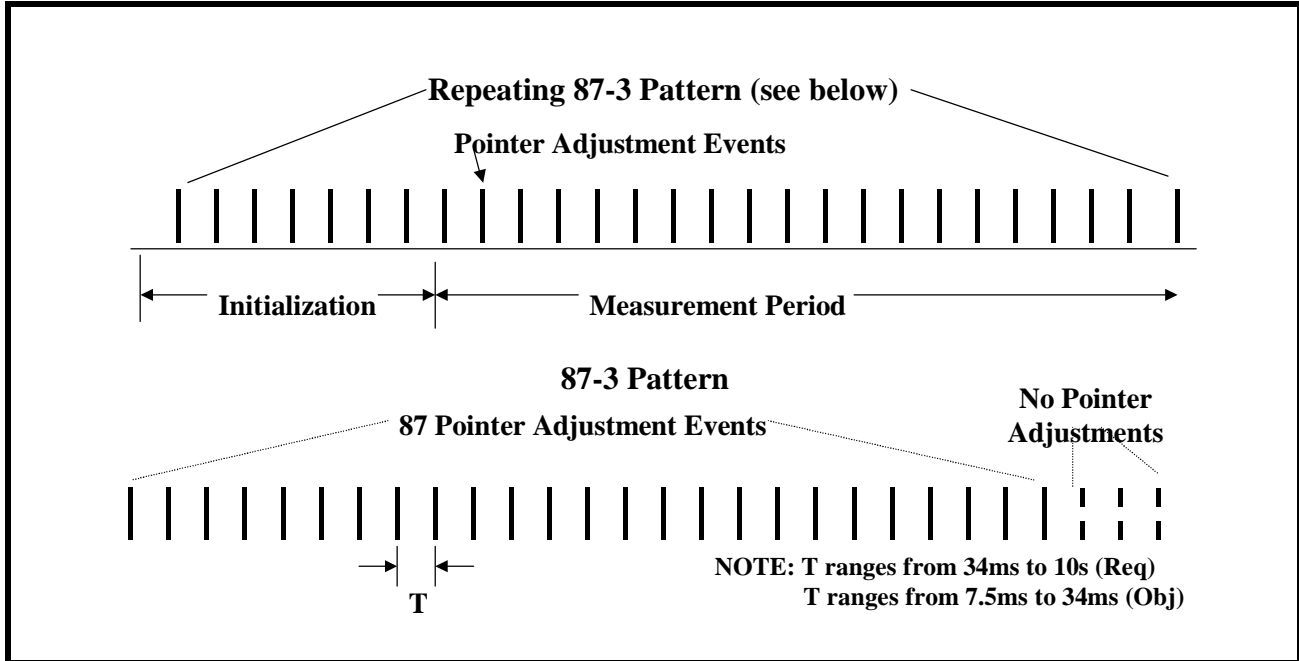 Repeating 87-3 Pattern (see below)
Pointer Adjustment Events
Initialization
Measurement Period
87-3 Pattern
87 Pointer Adjustment Events
No Pointer
Adjustments
T
NOTE: T ranges from 34ms to 10s (Req)
T ranges from 7.5ms to 34ms (Obj)